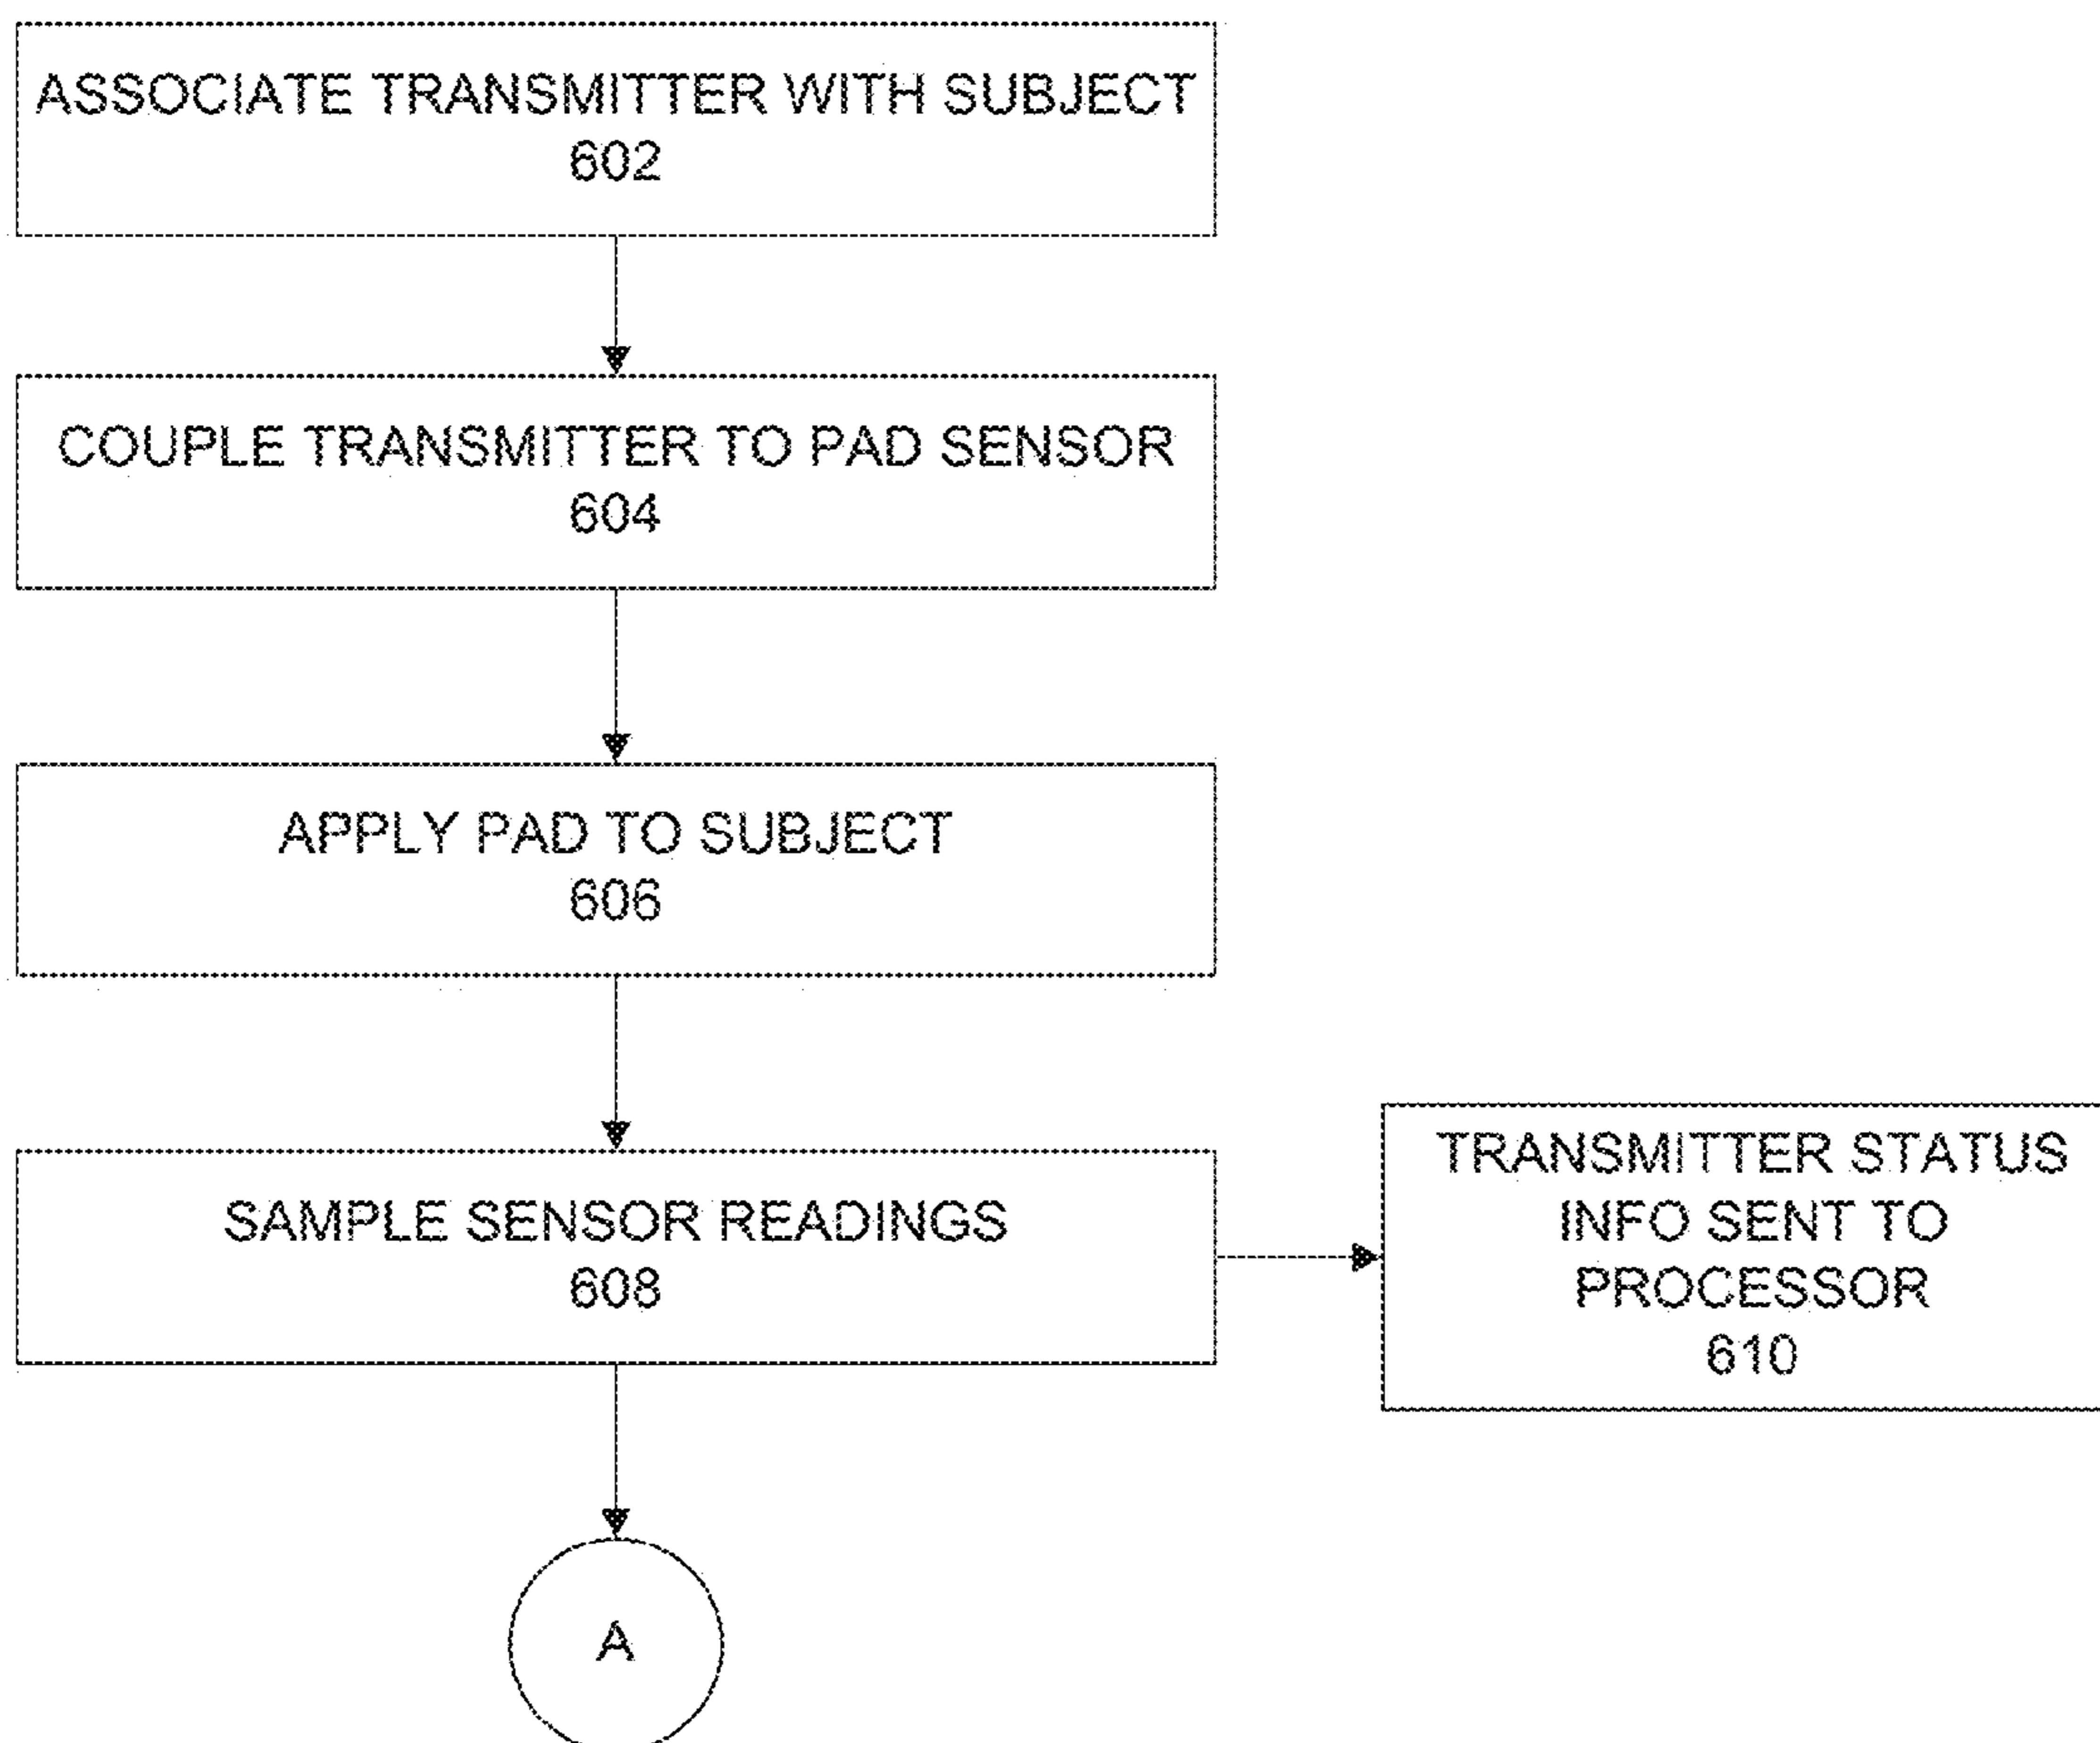 ASSOCIATE TRANSMITTER WITH SUBJECT
602
COUPLE TRANSMITTER TO PAD SENSOR
604
APPLY PAD TO SUBJECT
606
SAMPLE SENSOR READINGS
608
TRANSMITTER STATUS
INFO SENT TO
PROCESSOR
610
A